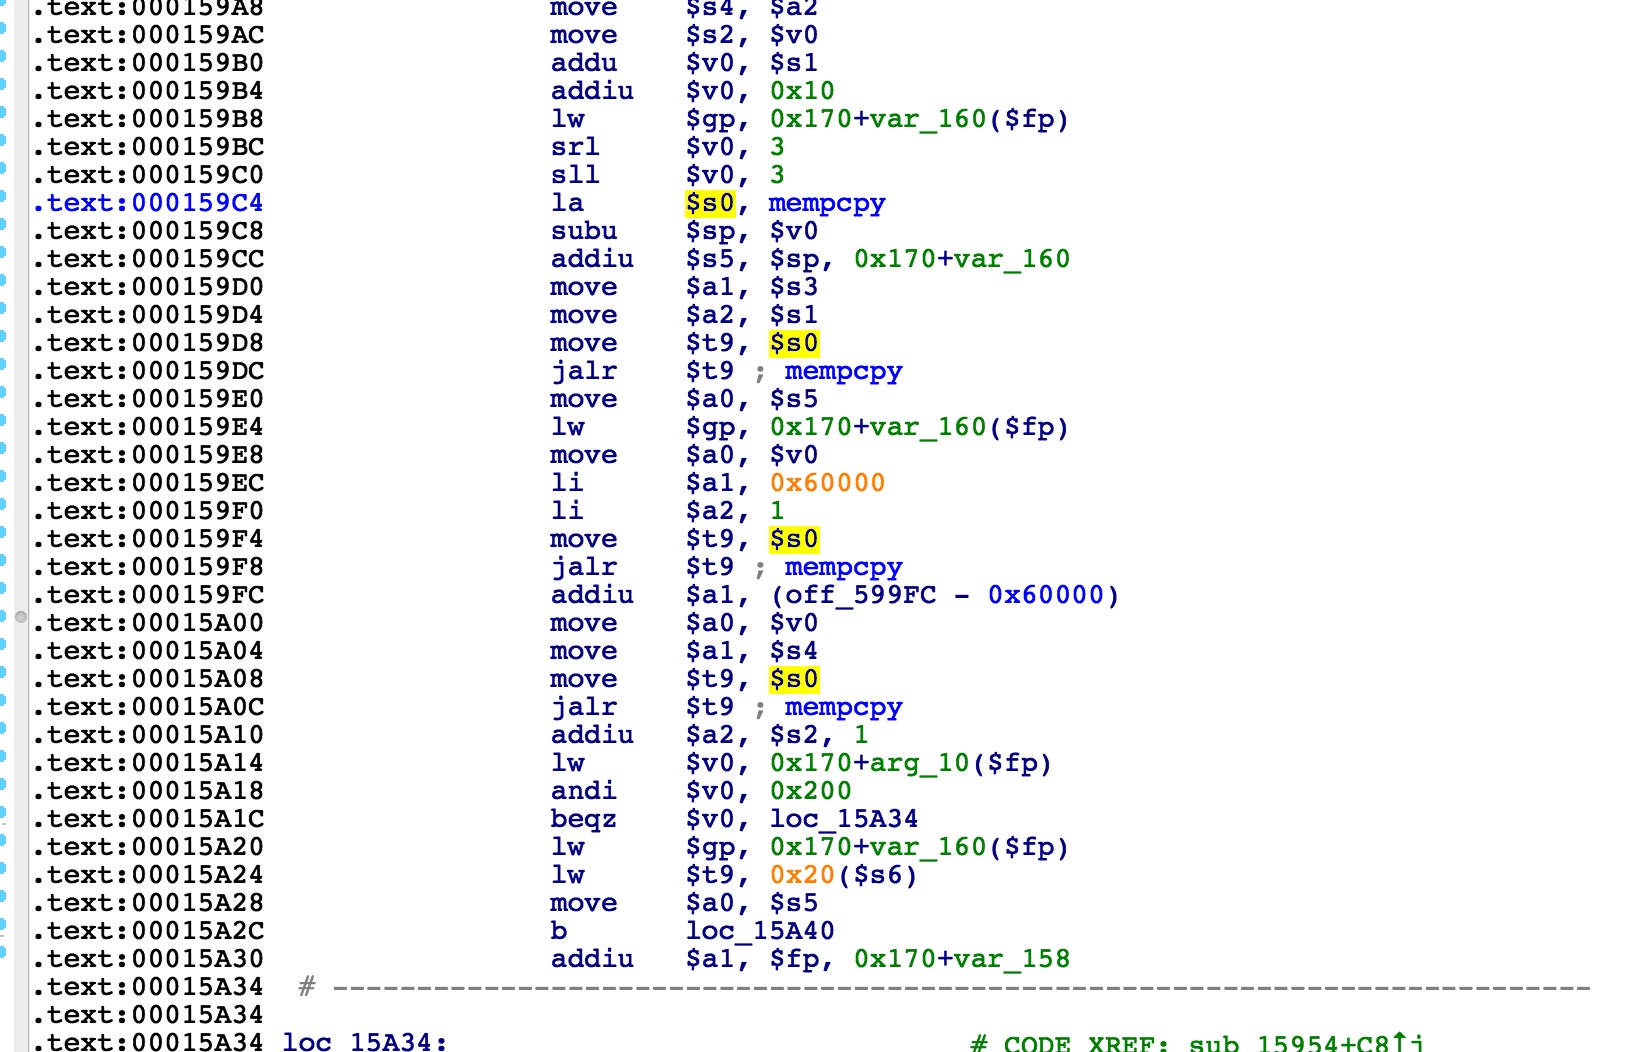 .text:000159A8 move $s4, $a2
.text:000159AC move $s2, $v0
.text:000159B0 addu $v0, $s1
.text:000159B4 addiu $v0, 0x10
.text:000159B8 lw $gp, 0x170+var_160($fp)
.text:000159BC srl $v0, 3
.text:000159C0 sll $v0, 3
.text:000159C4 la $s0, mempcpy
.text:000159C8 subu $sp, $v0
.text:000159CC addiu $s5, $sp, 0x170+var_160
.text:000159D0 move $a1, $s3
.text:000159D4 move $a2, $s1
.text:000159D8 move $t9, $s0
.text:000159DC jalr $t9 ; mempcpy
.text:000159E0 move $a0, $s5
.text:000159E4 lw $gp, 0x170+var_160($fp)
.text:000159E8 move $a0, $v0
.text:000159EC li $a1, 0x60000
.text:000159F0 li $a2, 1
.text:000159F4 move $t9, $s0
.text:000159F8 jalr $t9 ; mempcpy
.text:000159FC addiu $a1, (off_599FC - 0x60000)
.text:00015A00 move $a0, $v0
.text:00015A04 move $a1, $s4
.text:00015A08 move $t9, $s0
.text:00015A0C jalr $t9 ; mempcpy
.text:00015A10 addiu $a2, $s2, 1
.text:00015A14 lw $v0, 0x170+arg_10($fp)
.text:00015A18 andi $v0, 0x200
.text:00015A1C beqz $v0, loc_15A34
.text:00015A20 lw $gp, 0x170+var_160($fp)
.text:00015A24 lw $t9, 0x20($s6)
.text:00015A28 move $a0, $s5
.text:00015A2C b loc_15A40
.text:00015A30 addiu $a1, $fp, 0x170+var_158
.text:00015A34 # ---------------------------------------------------------------------------
.text:00015A34
.text:00015A34 loc_15A34: # CODE XREF: sub_15954+C8↑j